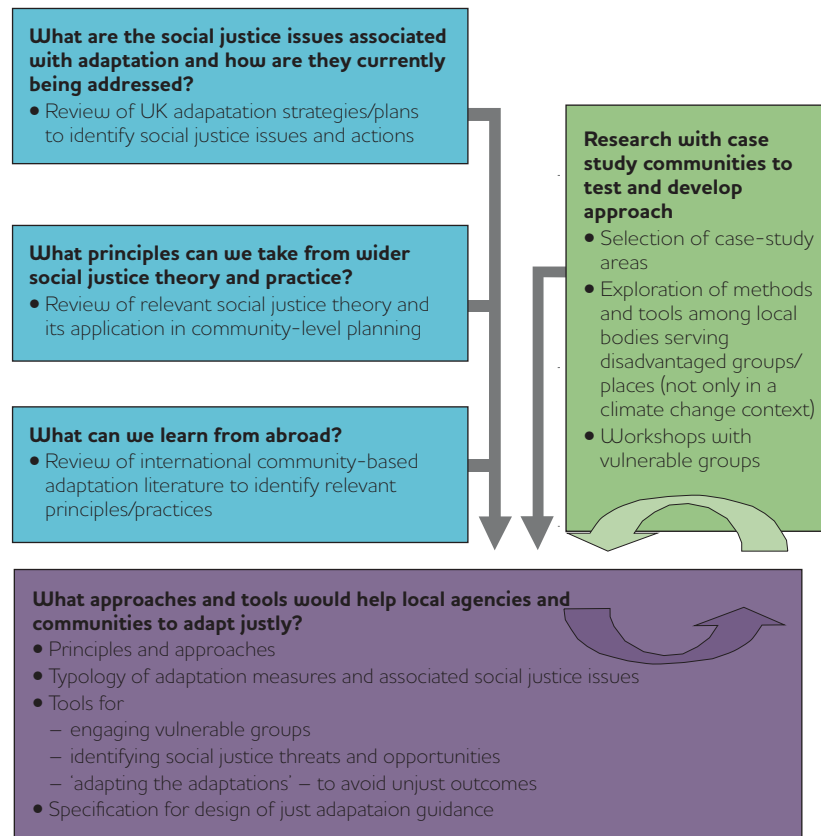 What are the social justice issues associated
with adaptation and how are they currently
being addressed?
• Review of UK adapatation strategies/plans
to identify social justice issues and actions
What principles can we take from wider
social justice theory and practice?
• Review of relevant social justice theory and
its application in community-level planning
What can we learn from abroad?
• Review of international community-based
adaptation literature to identify relevant
principles/practices
Research with case
study communities to
test and develop
approach
• Selection of case-study
areas
• Exploration of methods
and tools among local
bodies serving
disadvantaged groups/
places (not only in a
climate change context)
• Workshops with
vulnerable groups
What approaches and tools would help local agencies and
communities to adapt justly?
• Principles and approaches
• Typology of adaptation measures and associated social justice issues
• Tools for
– engaging vulnerable groups
– identifying social justice threats and opportunities
– ‘adapting the adaptations’ – to avoid unjust outcomes
• Specification for design of just adapataion guidance